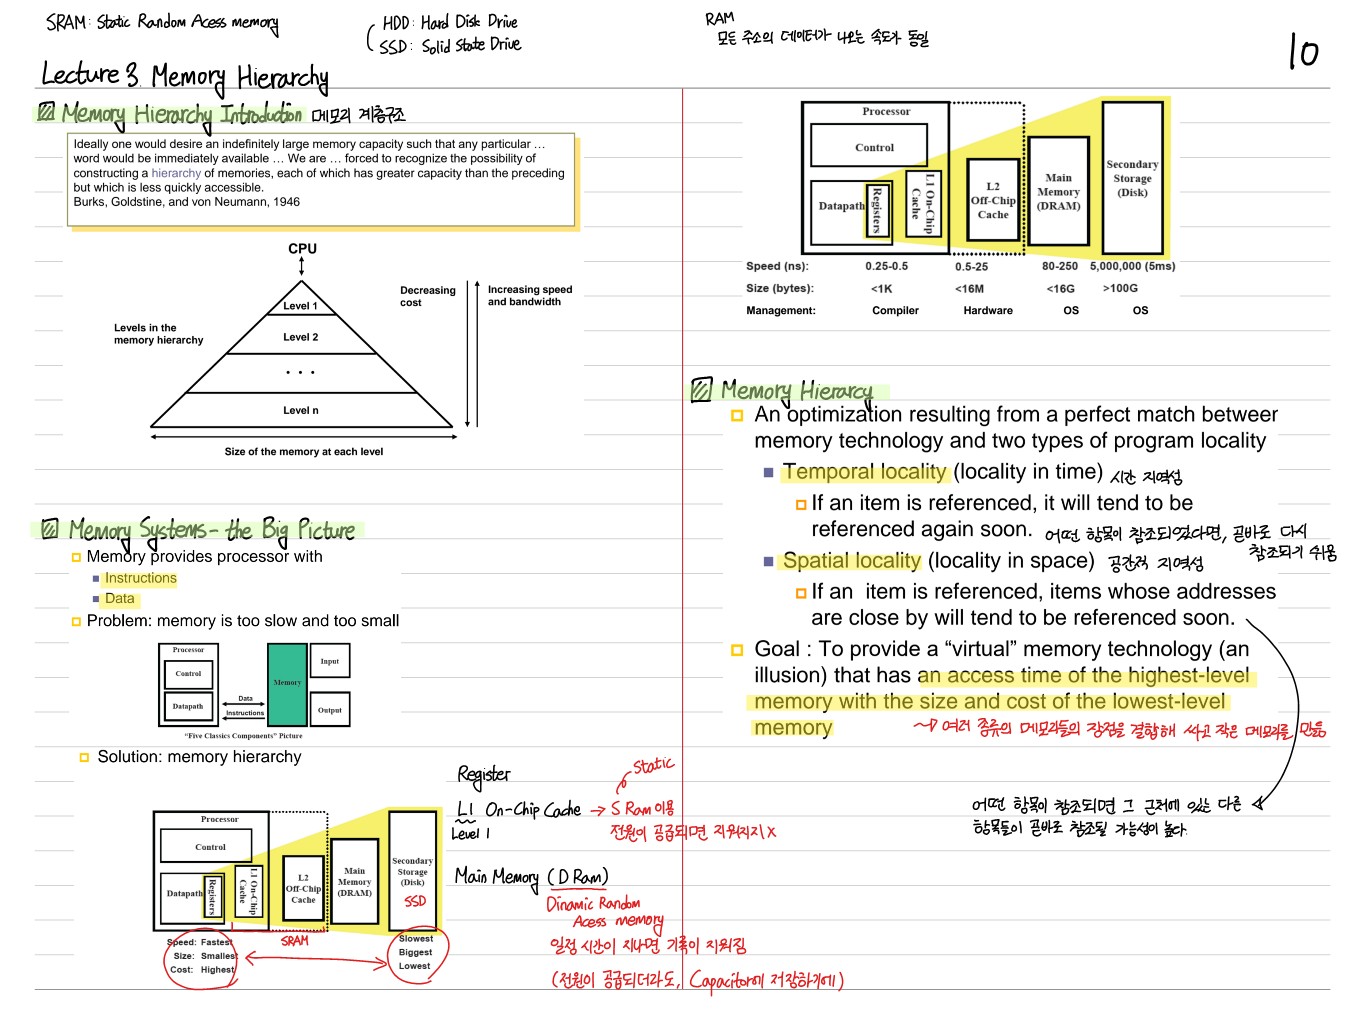 SRAM: Static Random Acess memory
HDD: Hard Disk Drive
SSD: Solid State Drive
RAM
모든 주소의 데이터가 나오는 속도가 동일
10
Lecture 3. Memory Hierarchy
Memory Hierarchy Introduction 메모리 계층구조
Ideally one would desire an indefinitely large memory capacity such that any particular …
word would be immediately available … We are … forced to recognize the possibility of
constructing a hierarchy of memories, each of which has greater capacity than the preceding
but which is less quickly accessible.
Burks, Goldstine, and von Neumann, 1946
CPU
Level 1
Level 2
. . .
Level n
Levels in the
memory hierarchy
Decreasing
cost
Increasing speed
and bandwidth
Size of the memory at each level
Memory Systems - the Big Picture
Memory provides processor with
Instructions
Data
Problem: memory is too slow and too small
Processor
Control
Datapath
Data
Instructions
Memory
Input
Output
"Five Classics Components" Picture
Solution: memory hierarchy
Processor
Control
Datapath
Registers
L1 On-Chip
Cache
L2
Off-Chip
Cache
Main
Memory
(DRAM)
Secondary
Storage
(Disk)
SSD
SRAM
Speed: Fastest
Size: Smallest
Cost: Highest
Slowest
Biggest
Lowest
Register
Static
L1 On-Chip Cache → S Ram 이용
Level 1
전원이 공급되면 지워지지 X
Main Memory (D Ram)
Dinamic Random
Acess memory
일정 시간이 지나면 기록이 지워짐
(전원이 공급되더라도, Capacitor에 저장하기에)
Processor
Control
Datapath
Registers
L1 On-Chip
Cache
L2
Off-Chip
Cache
Main
Memory
(DRAM)
Secondary
Storage
(Disk)
Speed (ns): 0.25-0.5 0.5-25 80-250 5,000,000 (5ms)
Size (bytes): <1K <16M <16G >100G
Management: Compiler Hardware OS OS
Memory Hierarcy
An optimization resulting from a perfect match between
memory technology and two types of program locality
Temporal locality (locality in time) 시간 지역성
If an item is referenced, it will tend to be
referenced again soon. 어떤 항목이 참조되었다면, 곧바로 다시
참조되기 쉬움
Spatial locality (locality in space) 공간적 지역성
If an item is referenced, items whose addresses
are close by will tend to be referenced soon.
Goal : To provide a “virtual” memory technology (an
illusion) that has an access time of the highest-level
memory with the size and cost of the lowest-level
memory → 여러 종류의 메모리들의 장점을 결합해 싸고 작은 메모리를 만듦
어떤 항목이 참조되면 그 근처에 있는 다른
항목들이 곧바로 참조될 가능성이 높다.